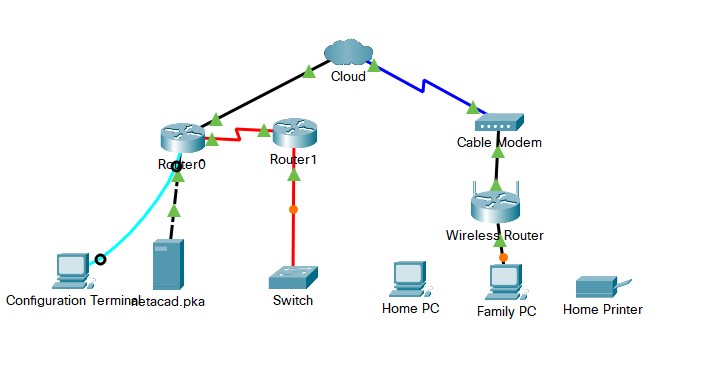 Cloud
Cable Modem
Router0
Router1
Wireless Router
Configuration Terminal
netacad.pka
Switch
Home PC
Family PC
Home Printer